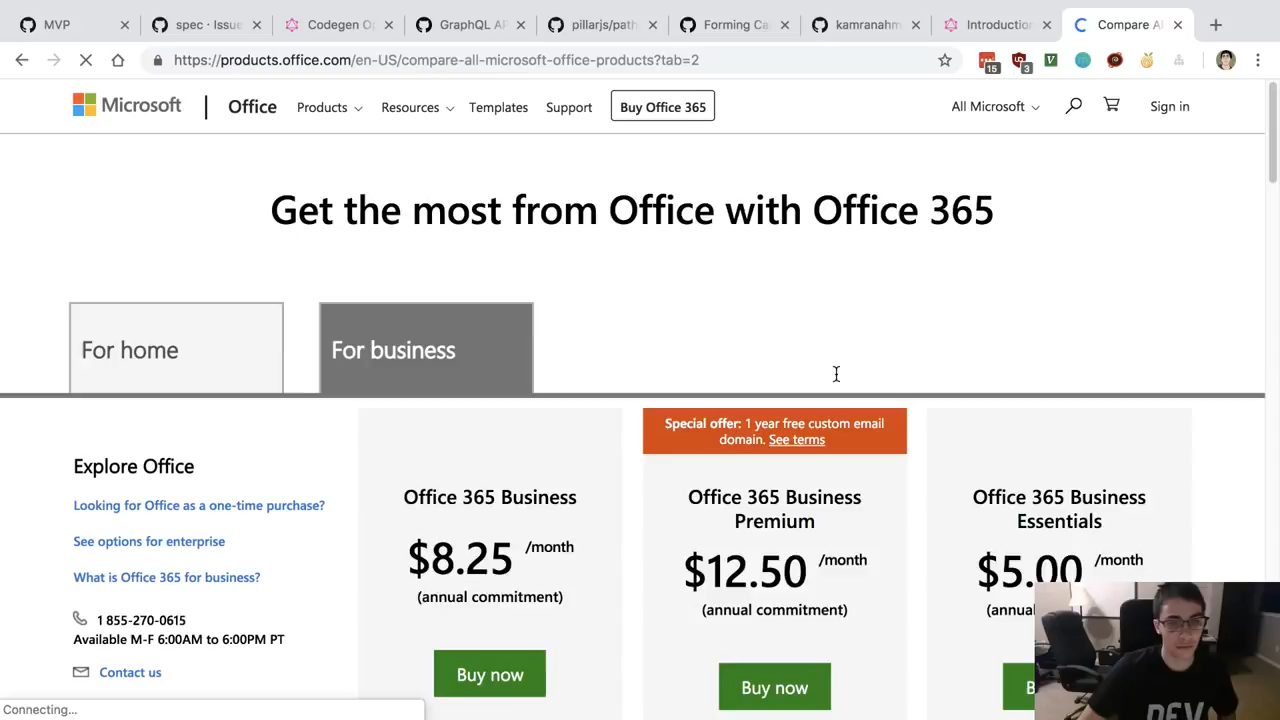 MVP
spec · Issue
Codegen Op
GraphQL AP
pillarjs/path
Forming Ca
kamranahm
Introduction
Compare Al
https://products.office.com/en-US/compare-all-microsoft-office-products?tab=2
15
3
Microsoft
Office
Products
Resources
Templates
Support
Buy Office 365
All Microsoft
Sign in
Get the most from Office with Office 365
For home
For business
Explore Office
Looking for Office as a one-time purchase?
See options for enterprise
What is Office 365 for business?
1 855-270-0615
Available M-F 6:00AM to 6:00PM PT
Contact us
Office 365 Business
$8.25 /month
(annual commitment)
Buy now
Special offer: 1 year free custom email
domain. See terms
Office 365 Business
Premium
$12.50 /month
(annual commitment)
Buy now
Office 365 Business
Essentials
$5.00 /month
(annu
B
Connecting...
DEV